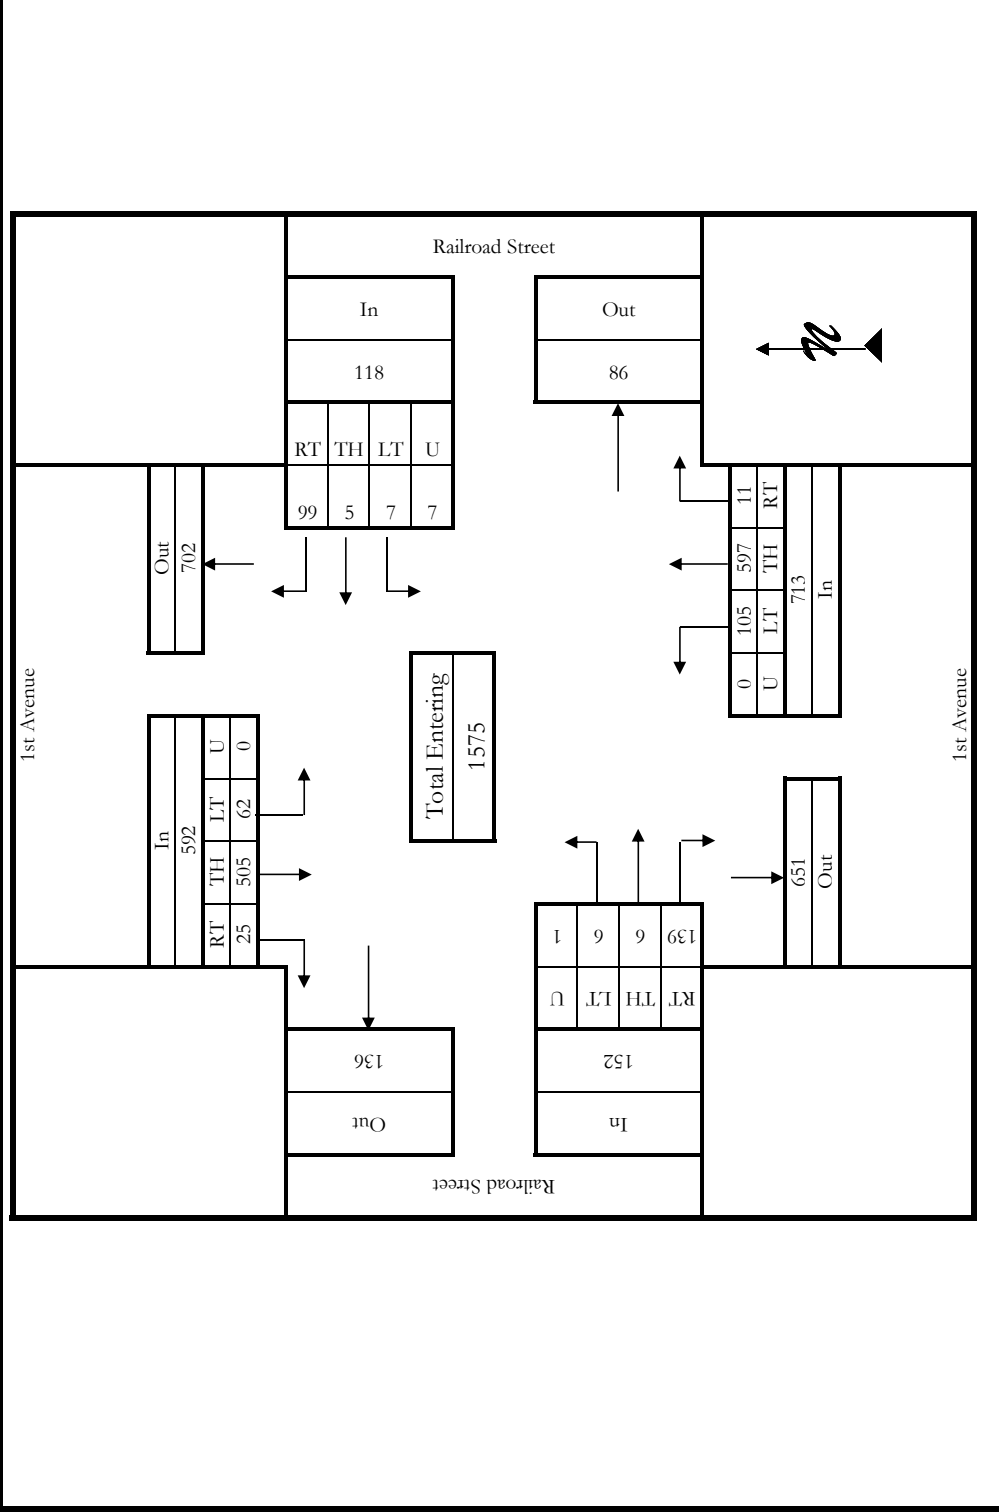 Railroad Street
In
Out
118
86
RT TH LT U
99 5 7 7
Out
702
11 597 105 0
RT TH LT U
713
In
1st Avenue
1st Avenue
Total Entering
1575
In
592
U LT TH RT
0 62 505 25
651
Out
1 6 6 139
U LT TH RT
136
152
Out
In
Railroad Street
n